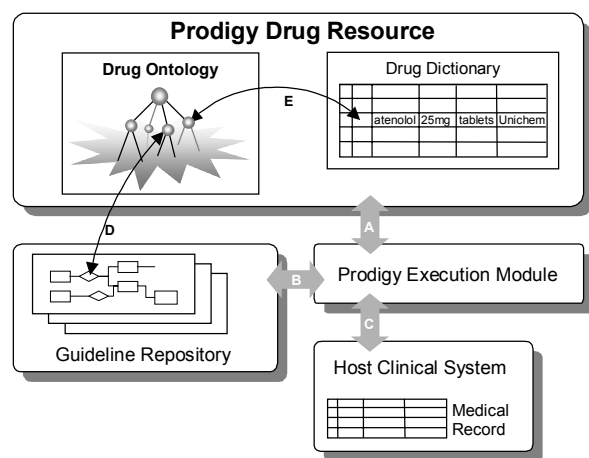 Prodigy Drug Resource
Drug Ontology
Drug Dictionary
E
atenolol 25mg tablets Unichem
D
A
B
Prodigy Execution Module
C
Guideline Repository
Host Clinical System
Medical
Record